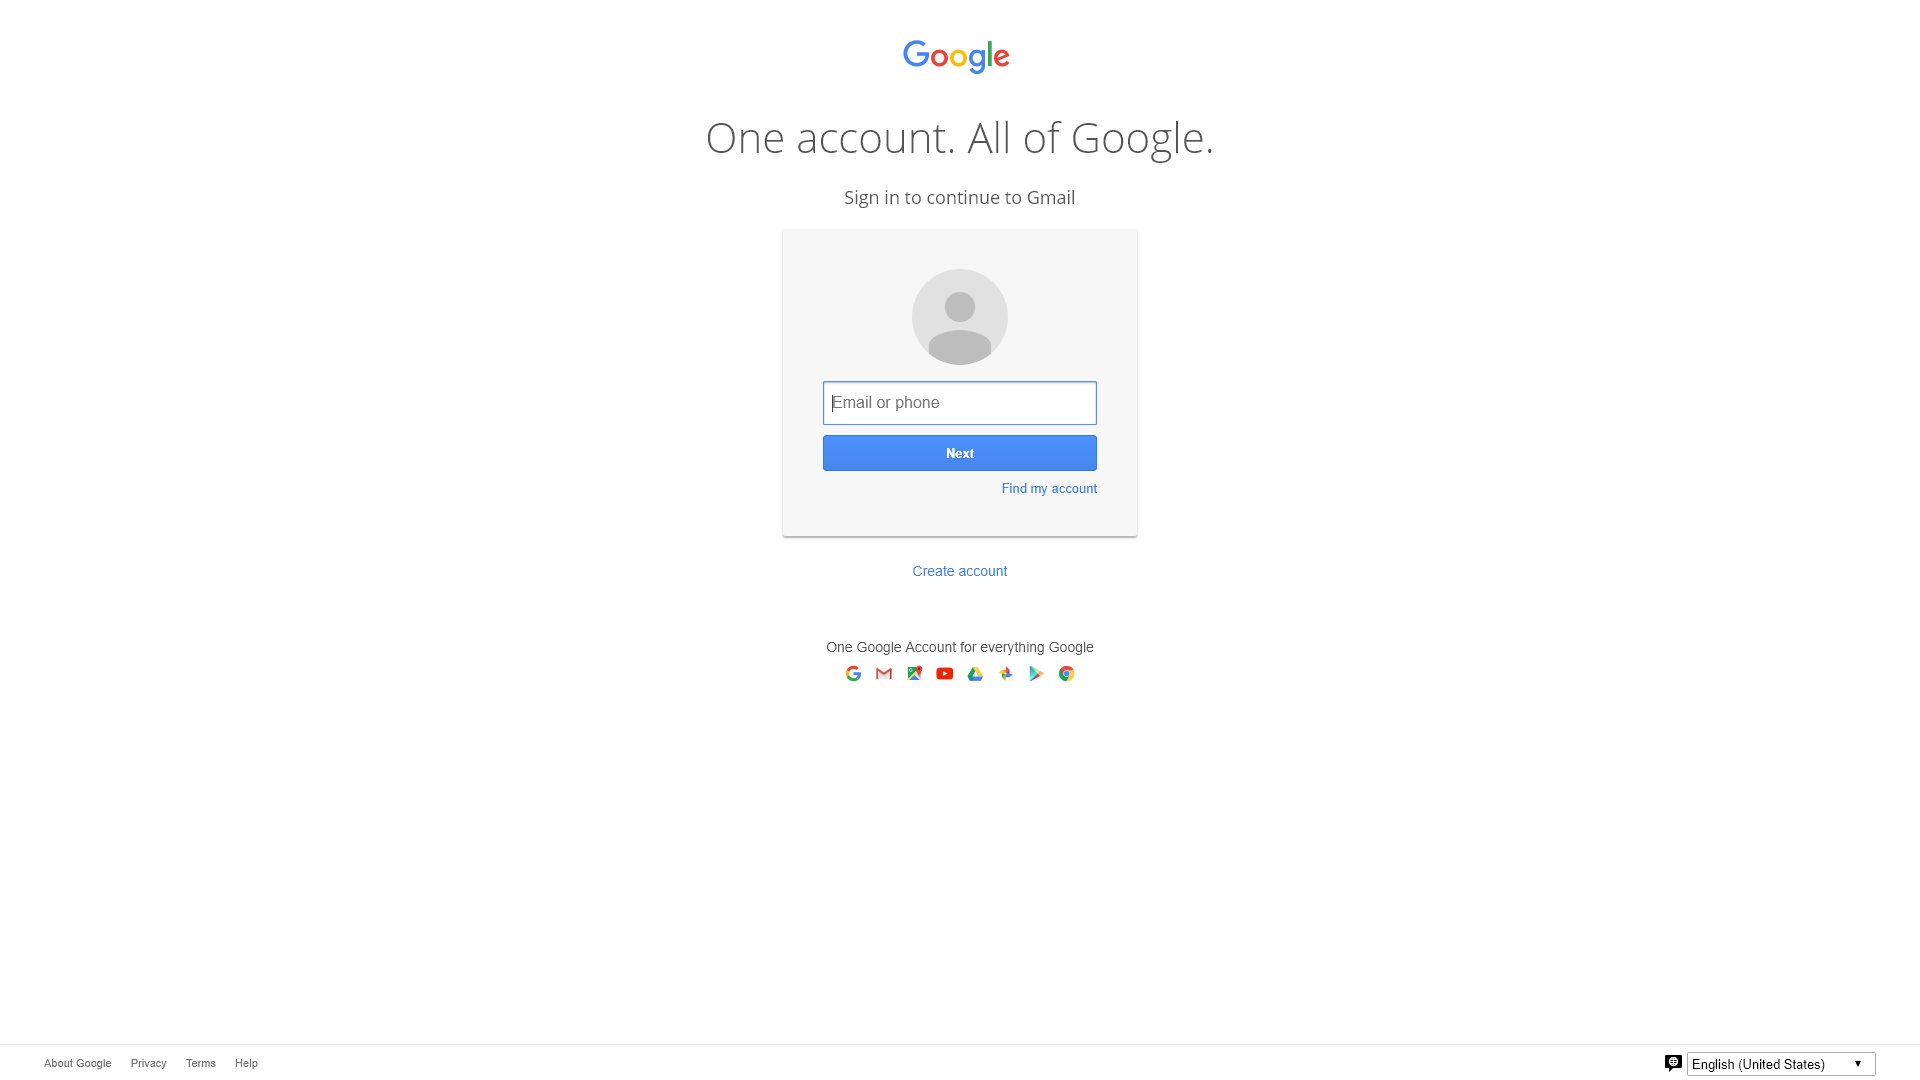 Google
One account. All of Google.
Sign in to continue to Gmail
Email or phone
Next
Find my account
Create account
One Google Account for everything Google
About Google Privacy Terms Help
English (United States)